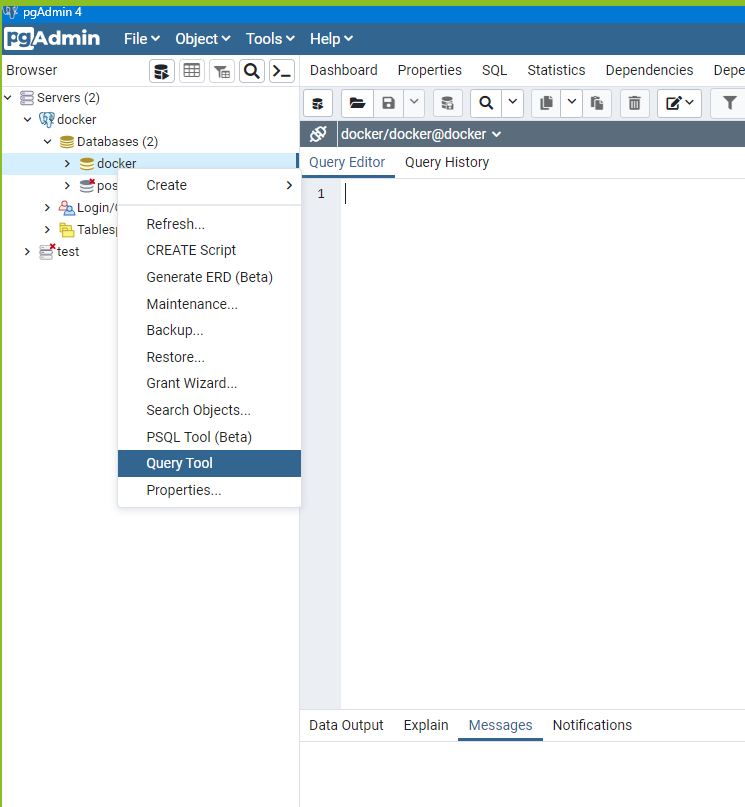 pgAdmin 4
pgAdmin File Object Tools Help
Browser
Dashboard Properties SQL Statistics Dependencies Depe
Servers (2)
docker
Databases (2)
docker
pos
Login/
Tablesp
test
Create
Refresh...
CREATE Script
Generate ERD (Beta)
Maintenance...
Backup...
Restore...
Grant Wizard...
Search Objects...
PSQL Tool (Beta)
Query Tool
Properties...
docker/docker@docker
Query Editor Query History
1
Data Output Explain Messages Notifications